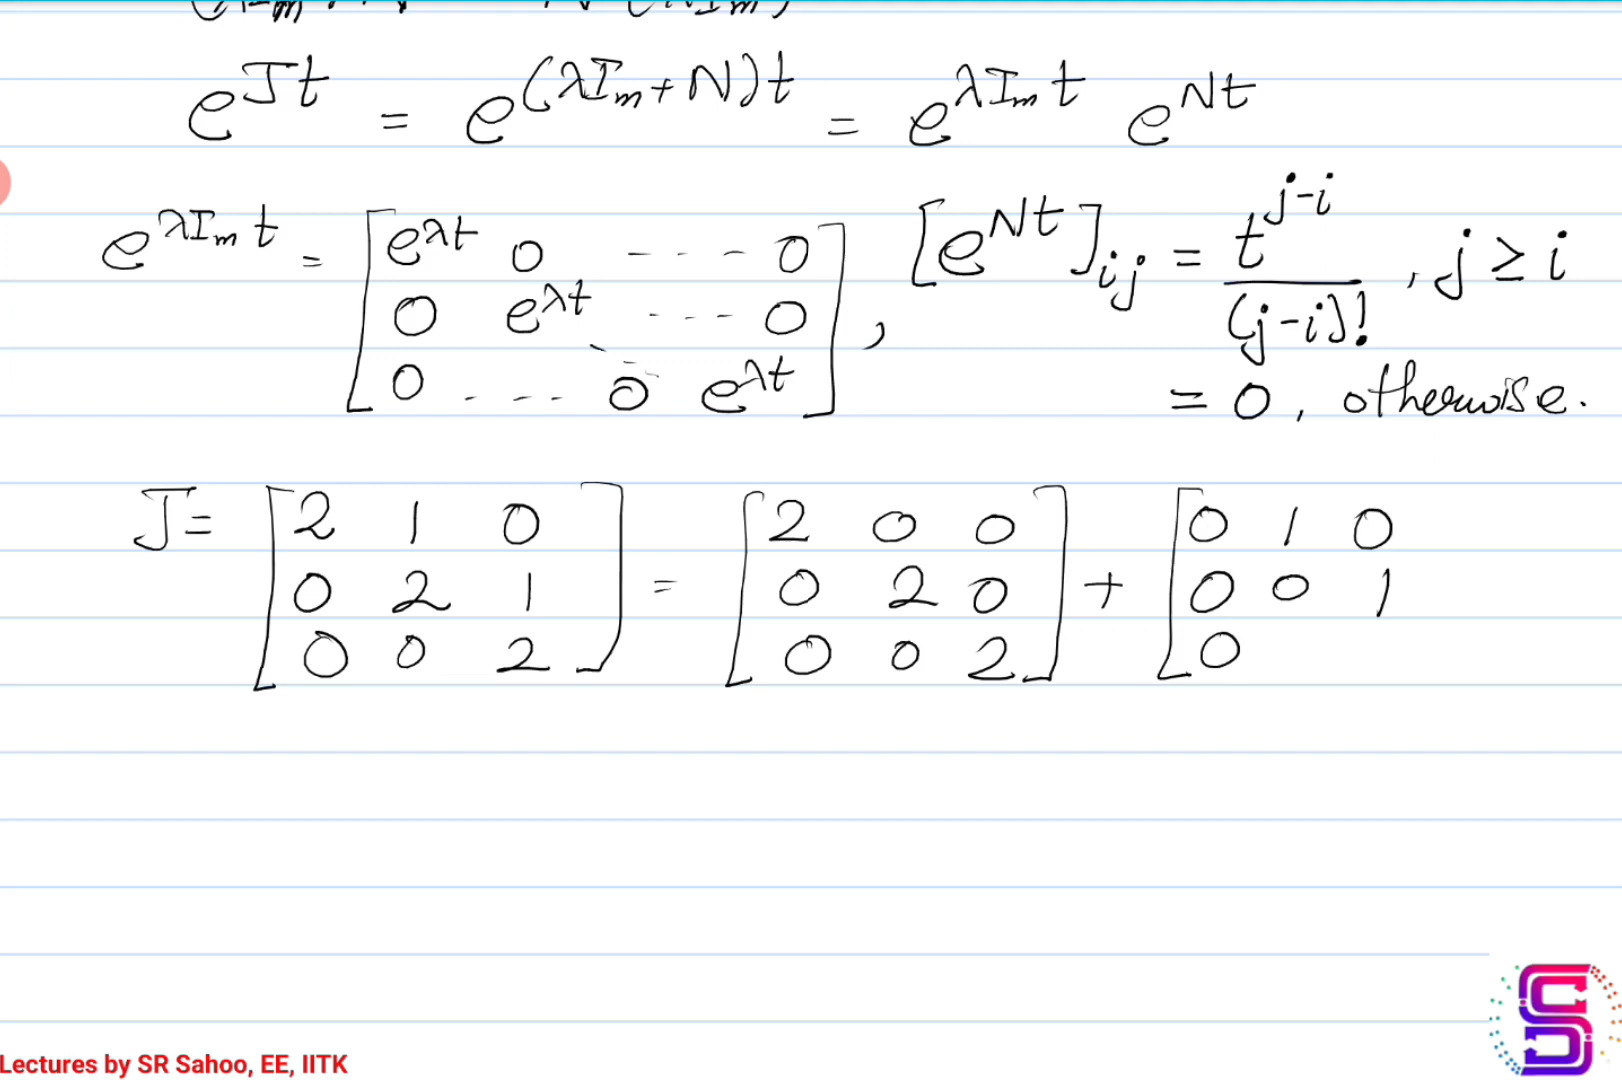 e^{Jt} = e^{(λI_m + N)t} = e^{λI_m t} e^{Nt}
e^{λI_m t} = [e^{λt} 0 ---- 0; 0 e^{λt} ---- 0; 0 ---- 0 e^{λt}], [e^{Nt}]_{ij} = t^{j-i}/(j-i)!, j ≥ i
= 0, otherwise.
J = [2 1 0; 0 2 1; 0 0 2] = [2 0 0; 0 2 0; 0 0 2] + [0 1 0; 0 0 1; 0
Lectures by SR Sahoo, EE, IITK